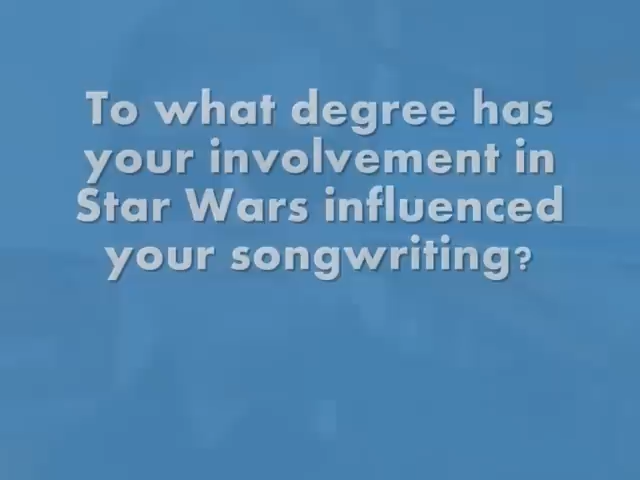 To what degree has
your involvement in
Star Wars influenced
your songwriting?